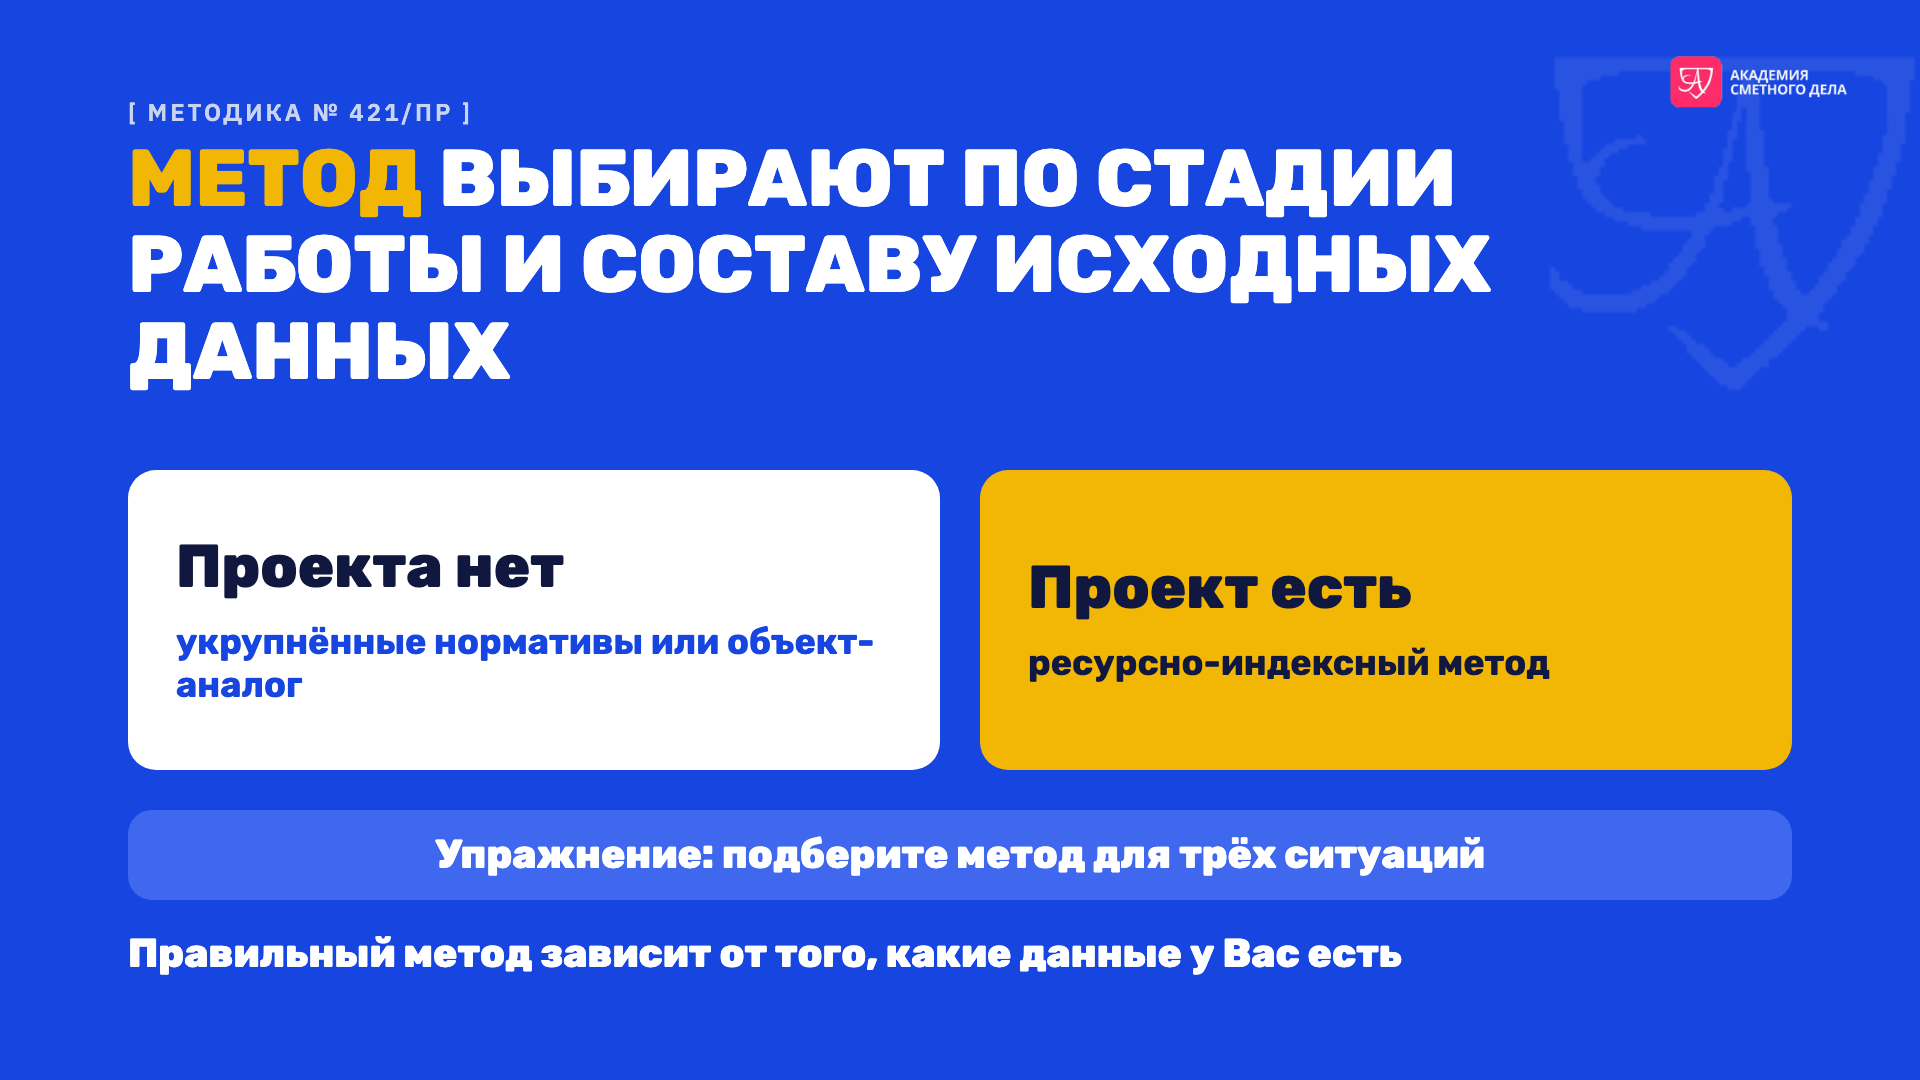 АКАДЕМИЯ
СМЕТНОГО ДЕЛА
[ МЕТОДИКА № 421/ПР ]
МЕТОД ВЫБИРАЮТ ПО СТАДИИ
РАБОТЫ И СОСТАВУ ИСХОДНЫХ
ДАННЫХ
Проекта нет
укрупнённые нормативы или объект-
аналог
Проект есть
ресурсно-индексный метод
Упражнение: подберите метод для трёх ситуаций
Правильный метод зависит от того, какие данные у Вас есть